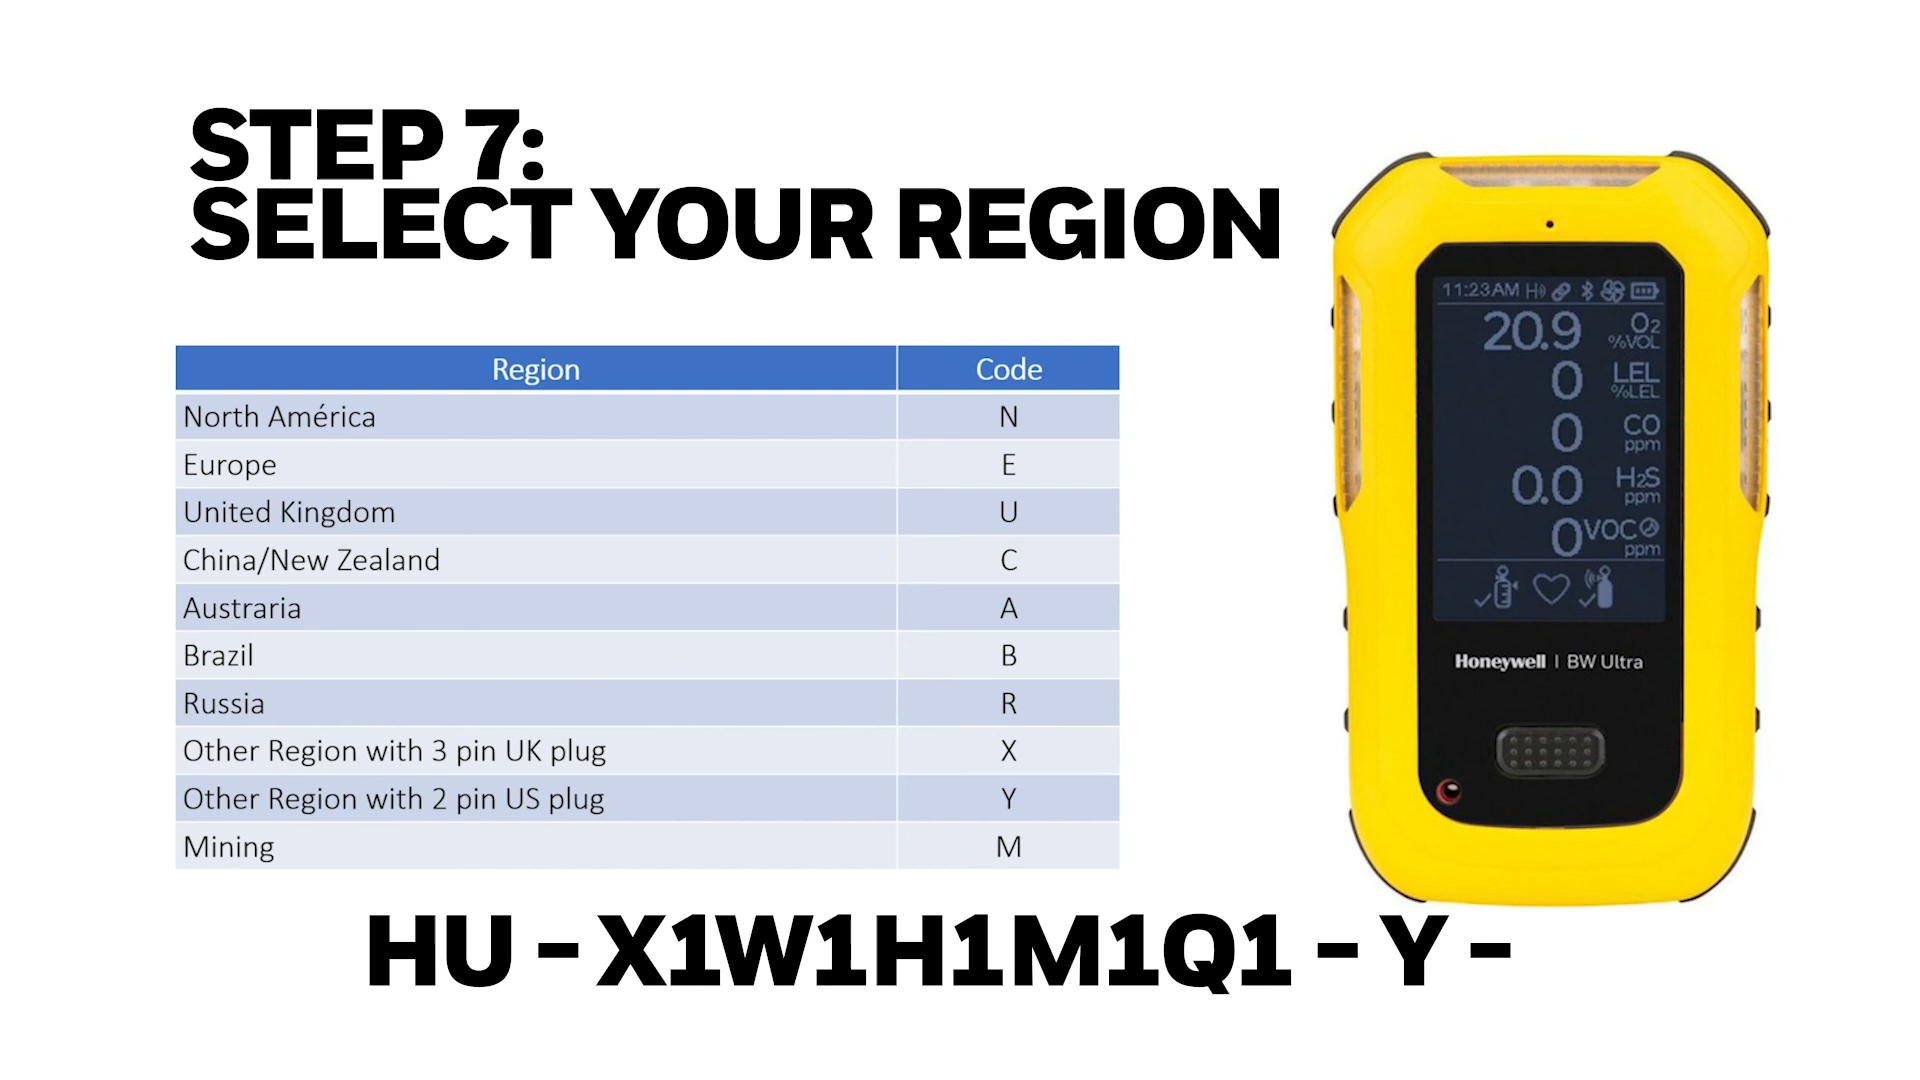 STEP 7:
SELECT YOUR REGION
Region Code
North América N
Europe E
United Kingdom U
China/New Zealand C
Austraria A
Brazil B
Russia R
Other Region with 3 pin UK plug X
Other Region with 2 pin US plug Y
Mining M
HU - X1W1H1M1Q1 - Y -
11:23AM H
20.9 O2
%VOL
0 LEL
%LEL
0 CO
ppm
0.0 H2S
ppm
0 VOC
ppm
Honeywell | BW Ultra